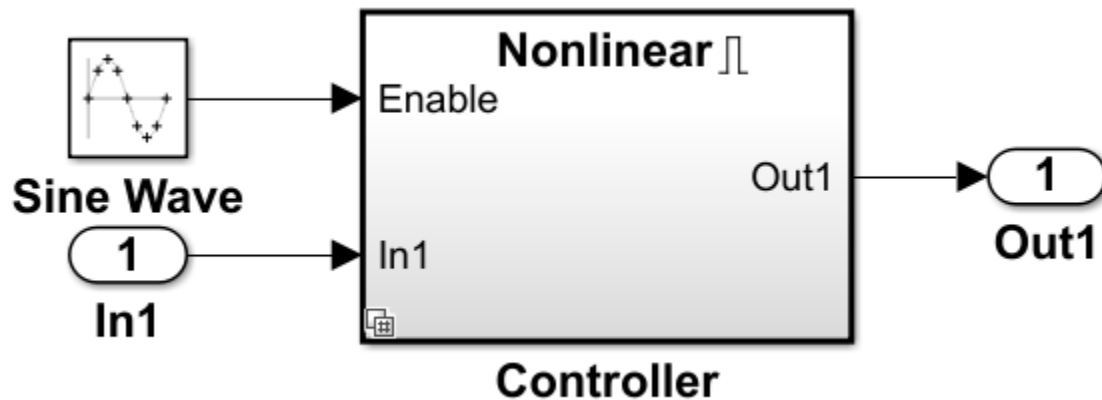 Nonlinear
Enable
Sine Wave
Out1
1
Out1
1
In1
In1
Controller